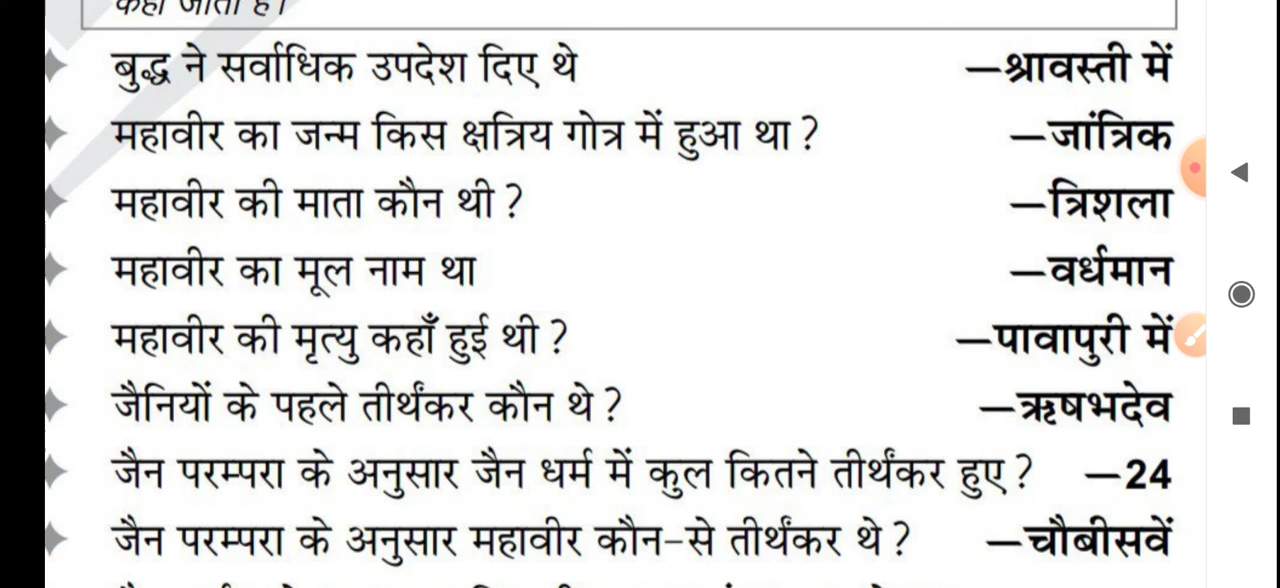 कहा जाता है।
बुद्ध ने सर्वाधिक उपदेश दिए थे —श्रावस्ती में
महावीर का जन्म किस क्षत्रिय गोत्र में हुआ था ? —जांत्रिक
महावीर की माता कौन थी ? —त्रिशला
महावीर का मूल नाम था —वर्धमान
महावीर की मृत्यु कहाँ हुई थी ? —पावापुरी में
जैनियों के पहले तीर्थंकर कौन थे ? —ऋषभदेव
जैन परम्परा के अनुसार जैन धर्म में कुल कितने तीर्थंकर हुए ? —24
जैन परम्परा के अनुसार महावीर कौन-से तीर्थंकर थे ? —चौबीसवें